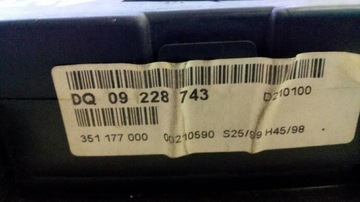 DQ 09 228 743
D210100
351 177 000 00210590 S25/99 H45/98